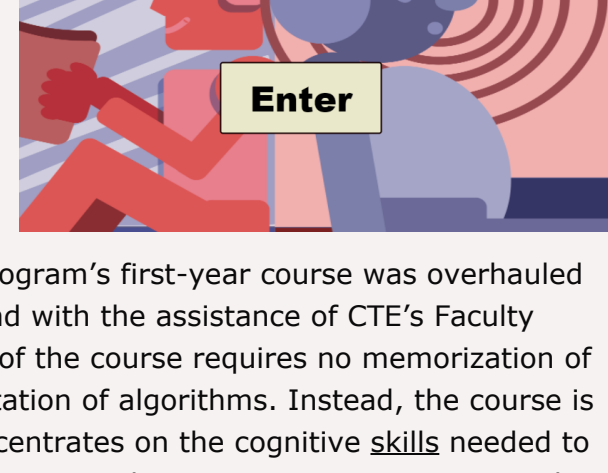 Enter
ogram’s first-year course was overhauled
with the assistance of CTE’s Faculty
of the course requires no memorization of
tation of algorithms. Instead, the course is
centrates on the cognitive skills needed to